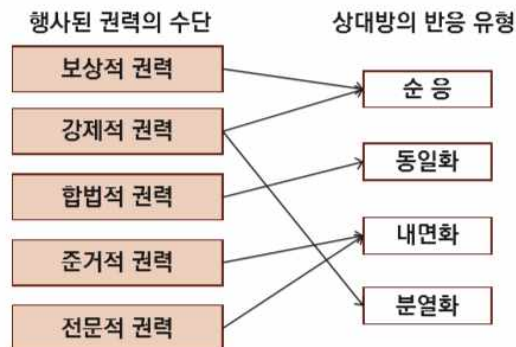 행사된 권력의 수단
상대방의 반응 유형
보상적 권력
강제적 권력
합법적 권력
준거적 권력
전문적 권력
순 응
동일화
내면화
분열화